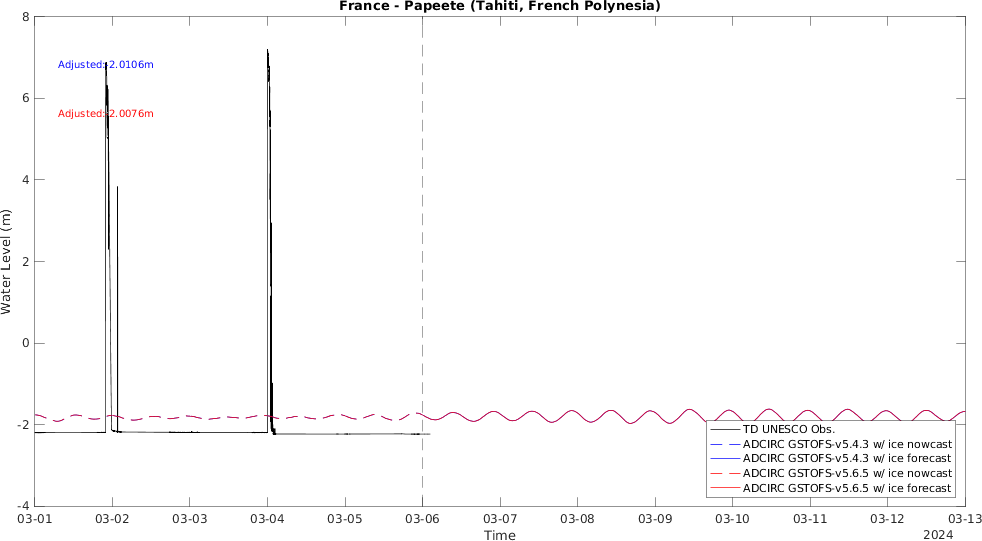 France - Papeete (Tahiti, French Polynesia)
8
6
4
2
0
-2
-4
Water Level (m)
Adjusted: 2.0106m
Adjusted: 2.0076m
TD UNESCO Obs.
ADCIRC GSTOFS-v5.4.3 w/ ice nowcast
ADCIRC GSTOFS-v5.4.3 w/ ice forecast
ADCIRC GSTOFS-v5.6.5 w/ ice nowcast
ADCIRC GSTOFS-v5.6.5 w/ ice forecast
03-01 03-02 03-03 03-04 03-05 03-06 03-07 03-08 03-09 03-10 03-11 03-12 03-13
Time
2024